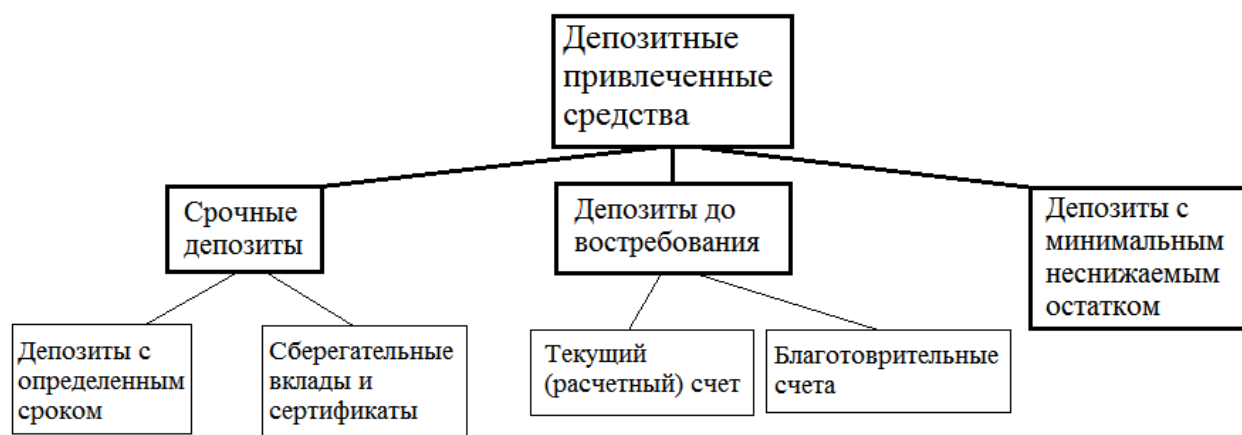 Депозитные
привлеченные
средства
Срочные
депозиты
Депозиты до
востребования
Депозиты с
минимальным
неснижаемым
остатком
Депозиты с
определенным
сроком
Сберегательные
вклады и
сертификаты
Текущий
(расчетный) счет
Благотоврительные
счета